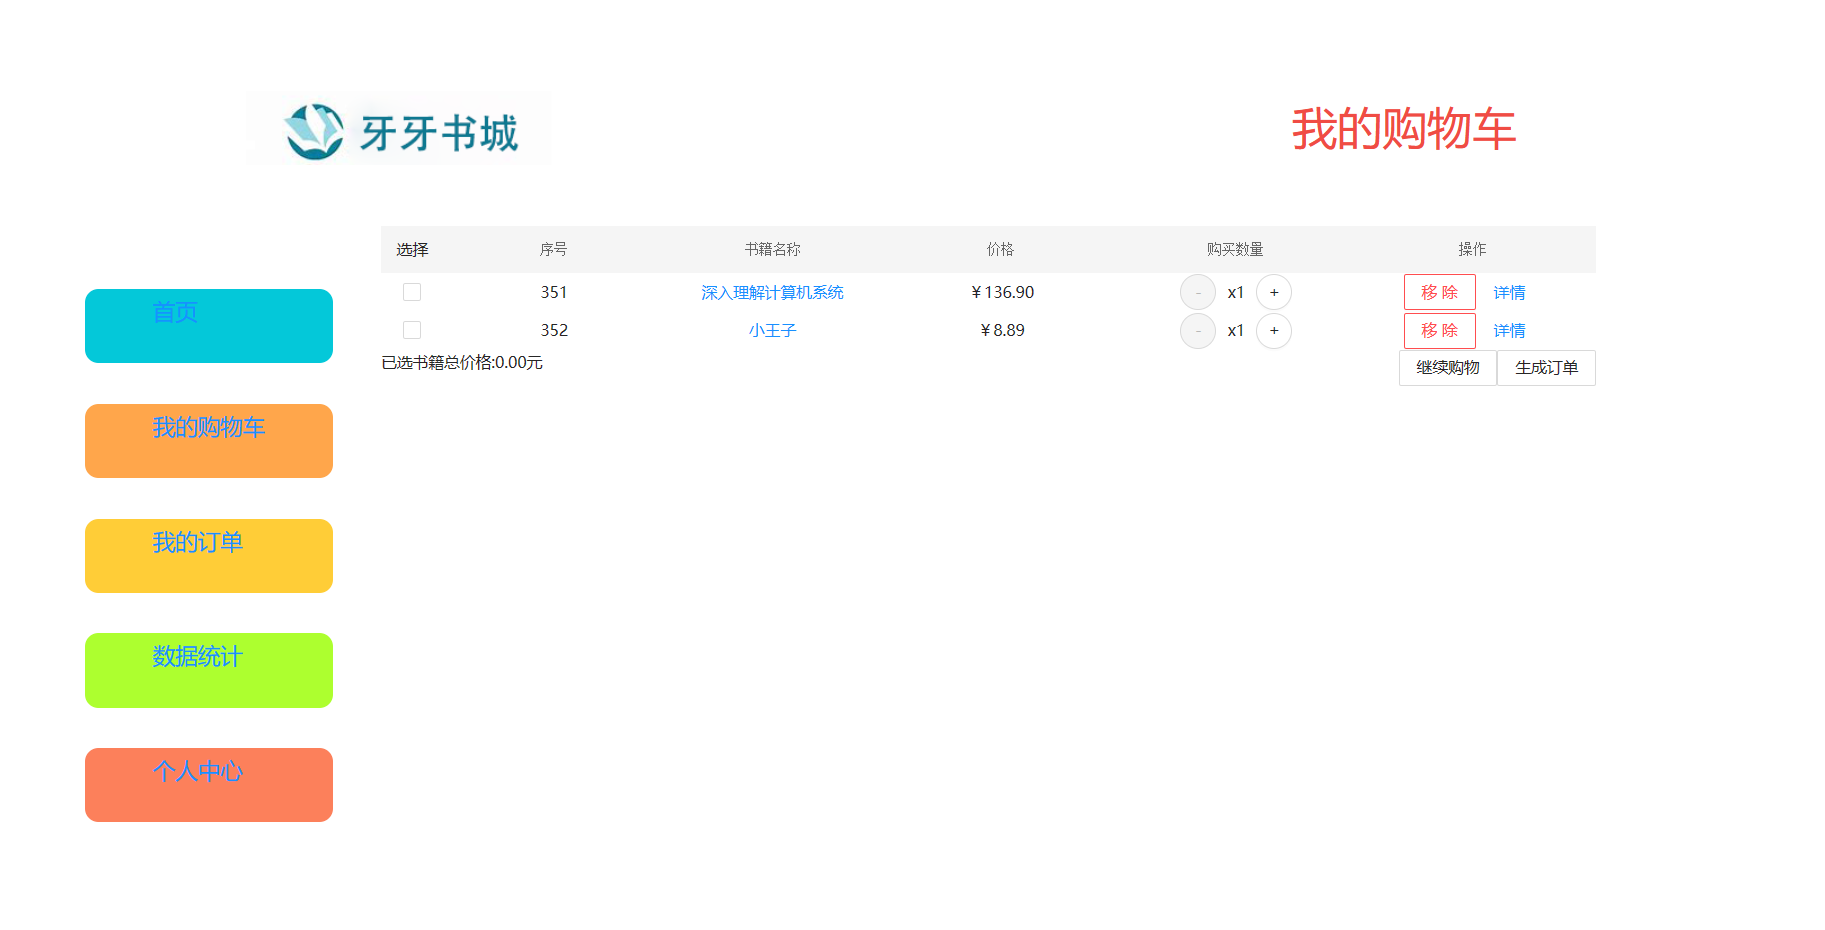 牙牙书城
我的购物车
选择 序号 书籍名称 价格 购买数量 操作
351 深入理解计算机系统 ¥136.90 - x1 + 移 除 详情
352 小王子 ¥8.89 - x1 + 移 除 详情
已选书籍总价格:0.00元 继续购物 生成订单
首页
我的购物车
我的订单
数据统计
个人中心